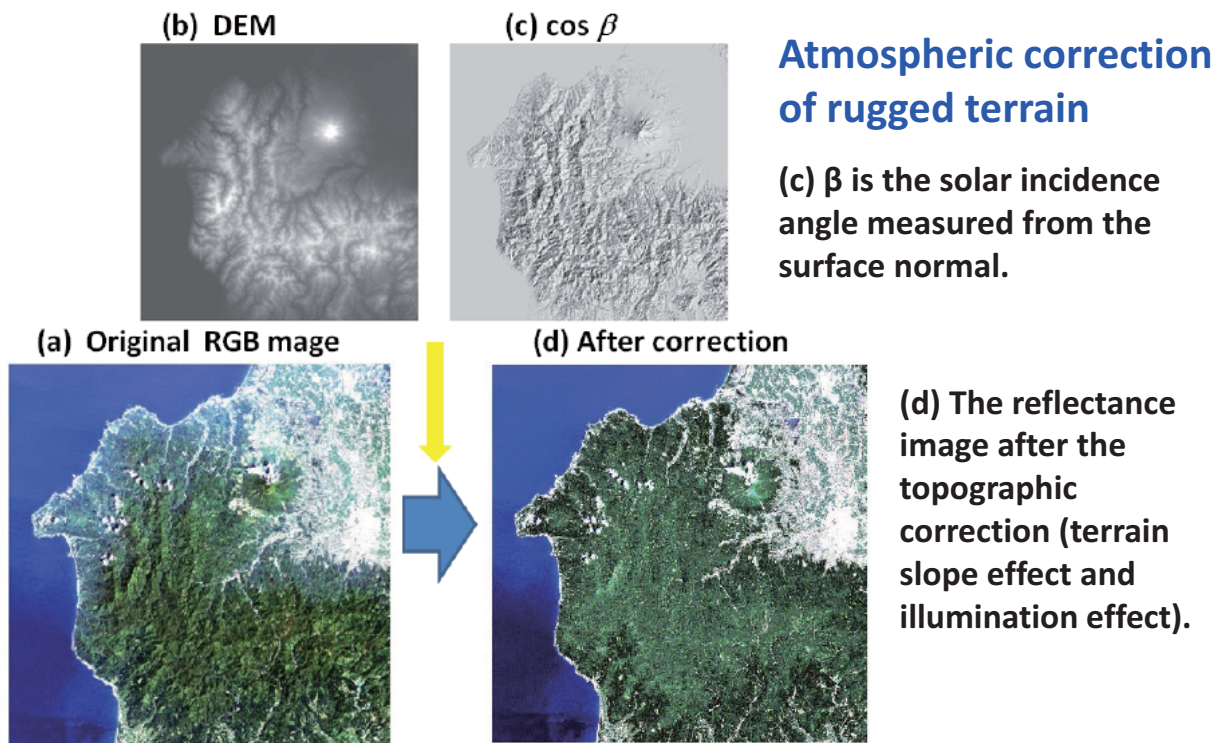 (b) DEM
(c) cos β
Atmospheric correction
of rugged terrain
(c) β is the solar incidence
angle measured from the
surface normal.
(a) Original RGB mage
(d) After correction
(d) The reflectance
image after the
topographic
correction (terrain
slope effect and
illumination effect).